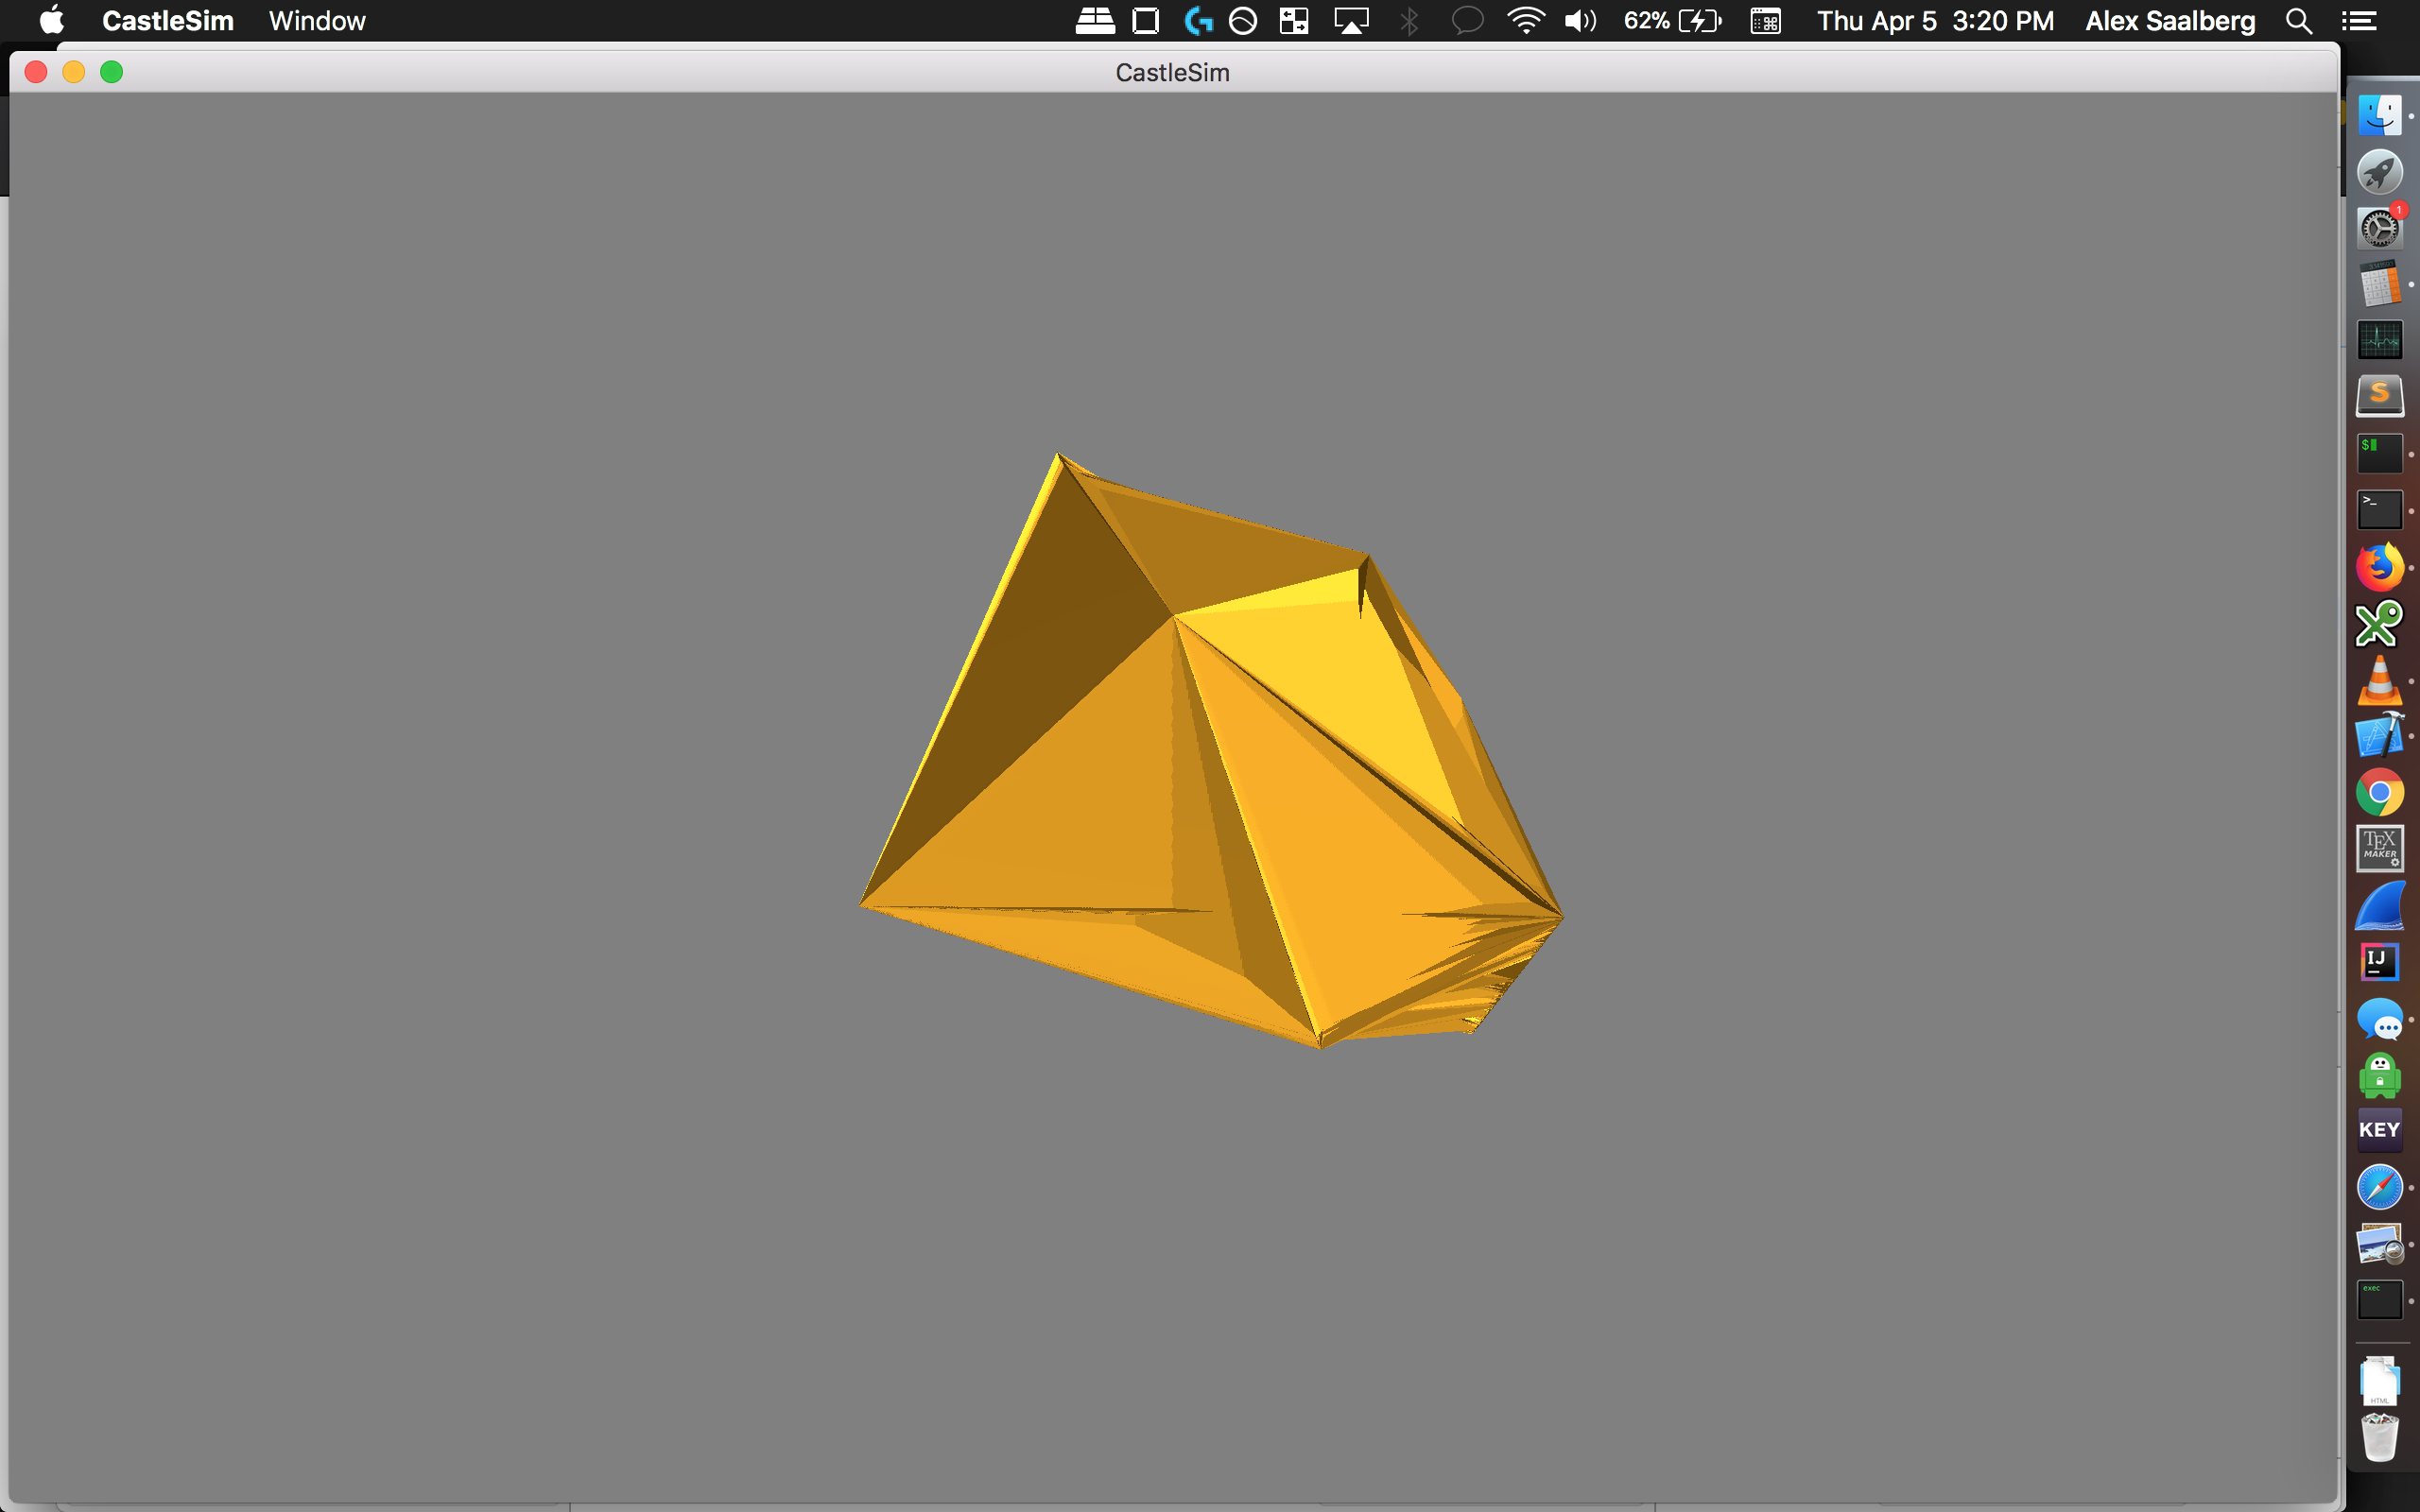 CastleSim Window 62% Thu Apr 5 3:20 PM Alex Saalberg
CastleSim
1
S
$
>_
TEX
MAKER
IJ
KEY
exec
HTML